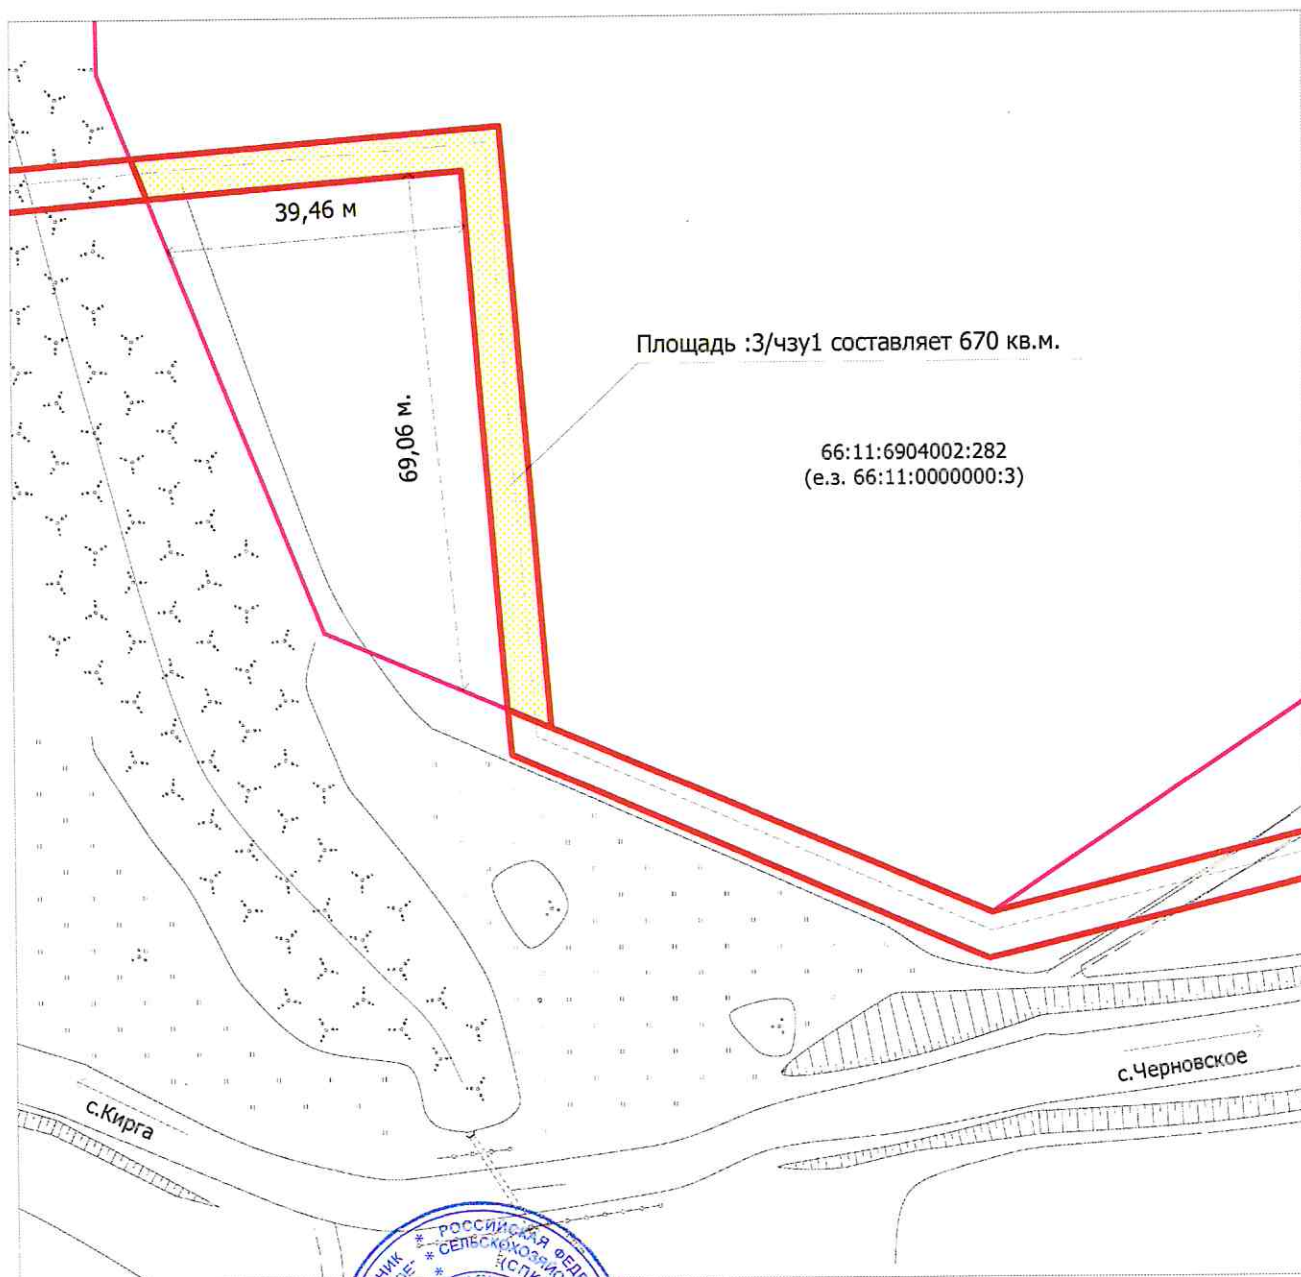 39,46 м
Площадь :3/чзу1 составляет 670 кв.м.
69,06 м.
66:11:6904002:282
(е.з. 66:11:0000000:3)
с.Черновское
с.Кирга
* РОССИЙСКАЯ